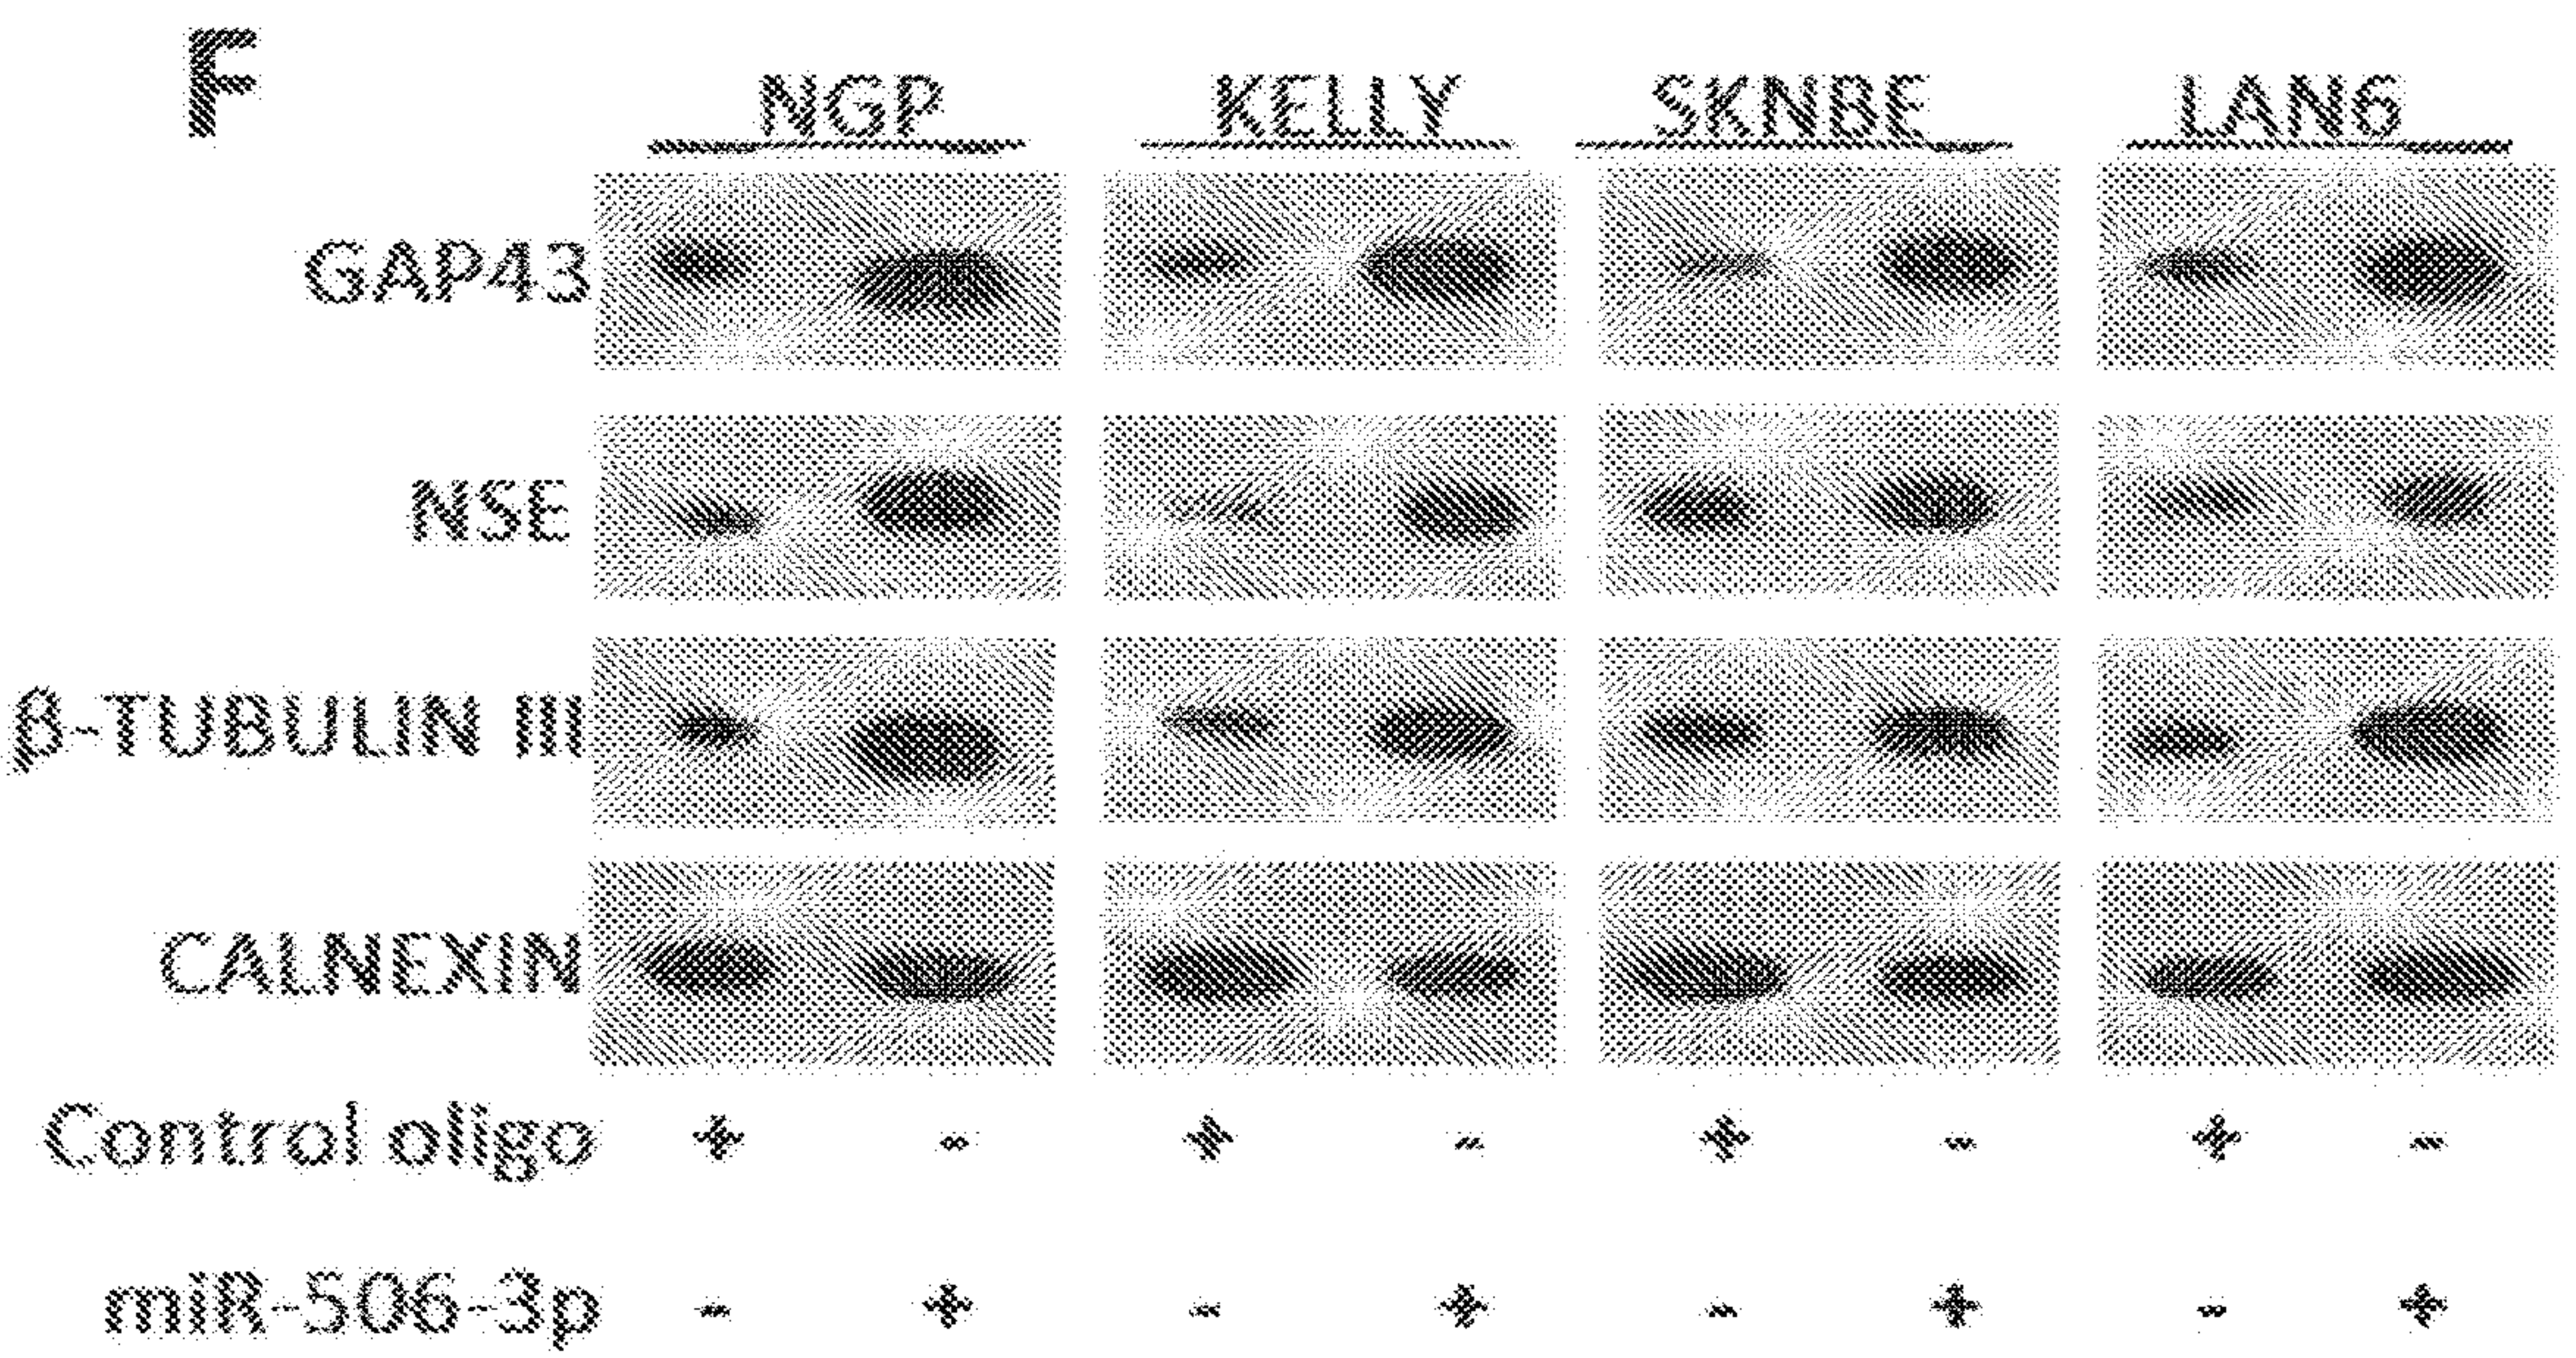 F
NGP KELLY SKNBE LAN6
GAP43
NSE
β-TUBULIN III
CALNEXIN
Control oligo + - + - + - + -
miR-506-3p - + - + - + - +